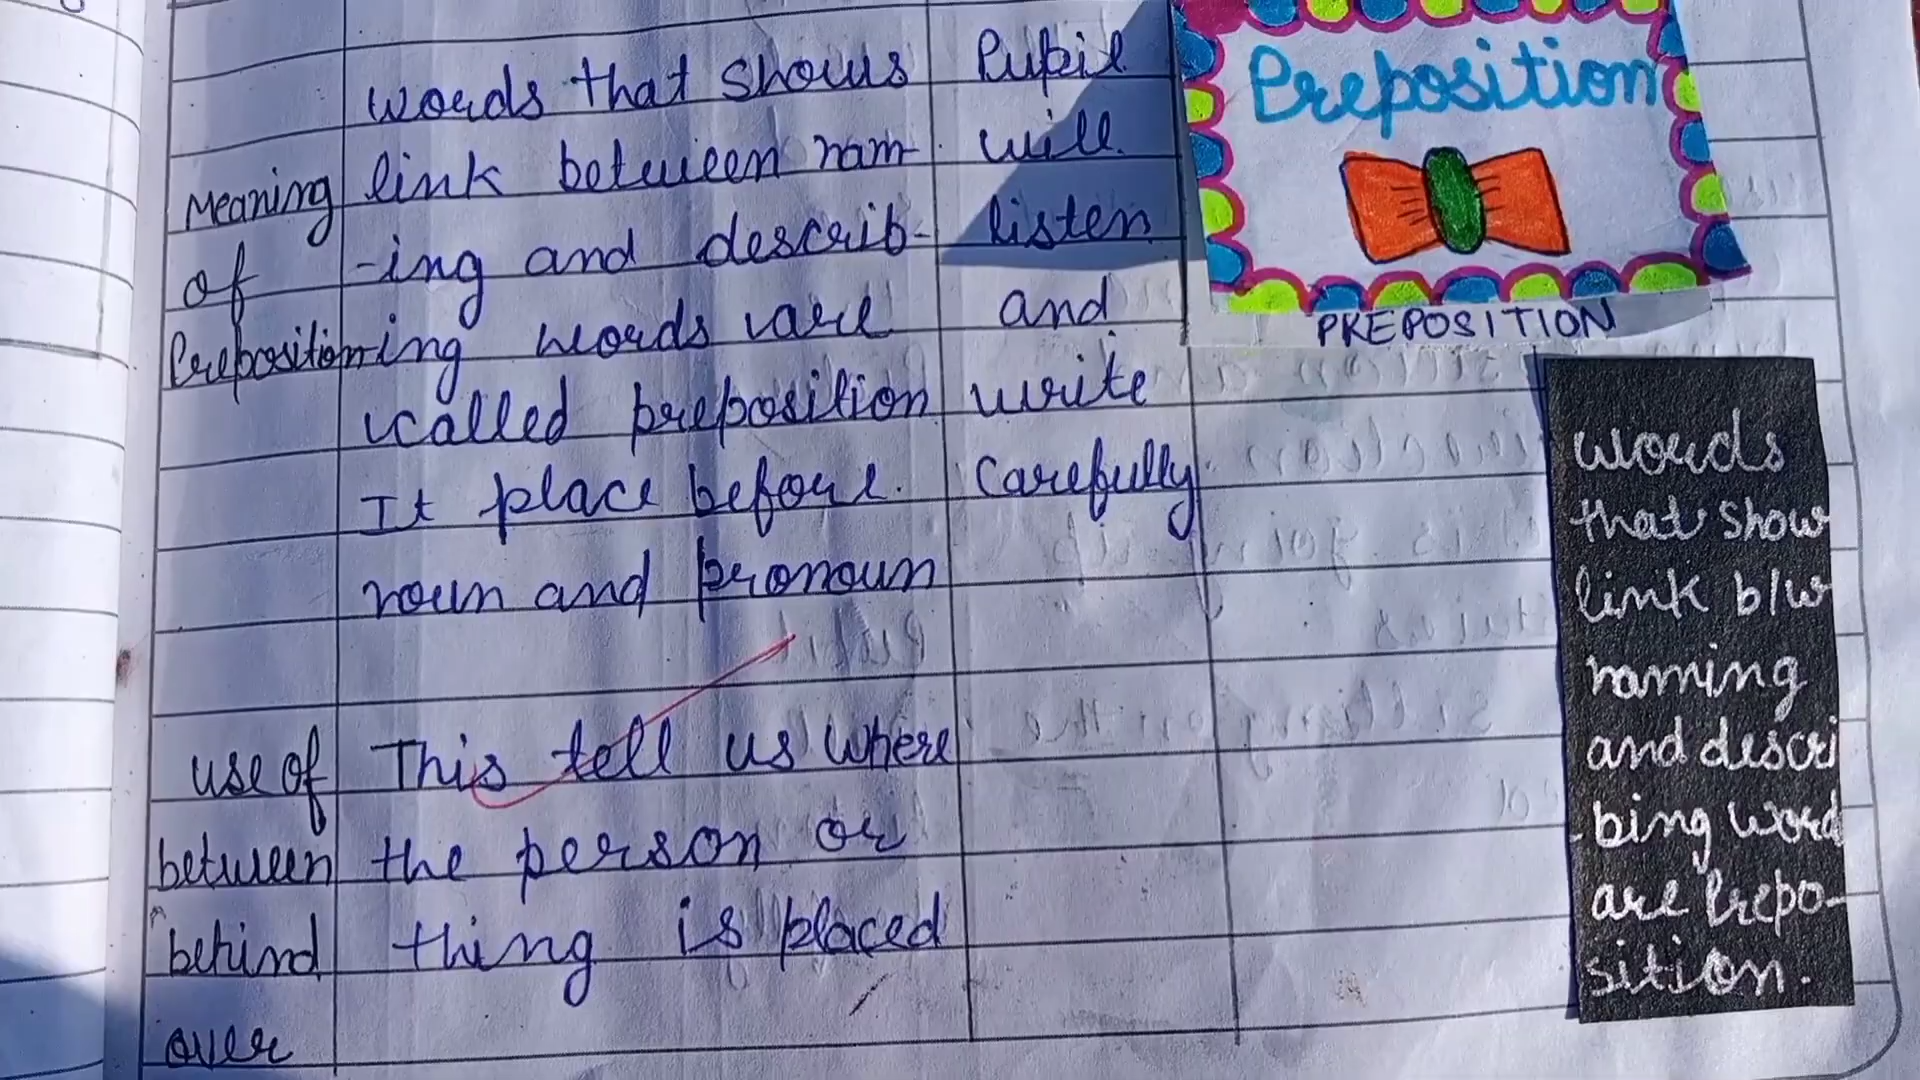 Meaning
of
Preposition
use of
between
behind
over
words that shows
link between nam-
-ing and describ-
-ing words are
called preposition
It place before
noun and pronoun
This tell us where
the person or
thing is placed
Pupil
will
listen
and
write
carefully
Preposition
PREPOSITION
words
that show
link b/w
naming
and descri
-bing word
are Prepo-
sition.